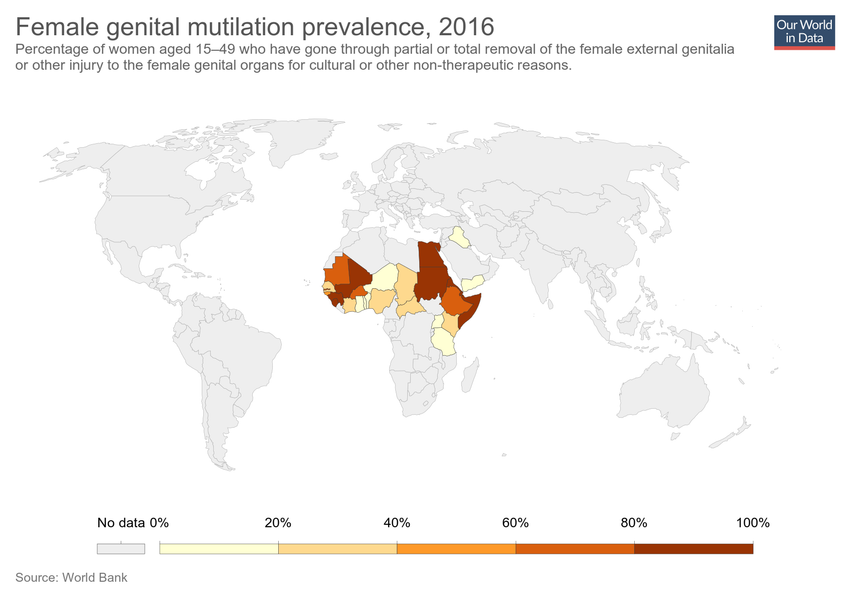 Female genital mutilation prevalence, 2016
Our World
in Data
Percentage of women aged 15–49 who have gone through partial or total removal of the female external genitalia
or other injury to the female genital organs for cultural or other non-therapeutic reasons.
No data 0% 20% 40% 60% 80% 100%
Source: World Bank